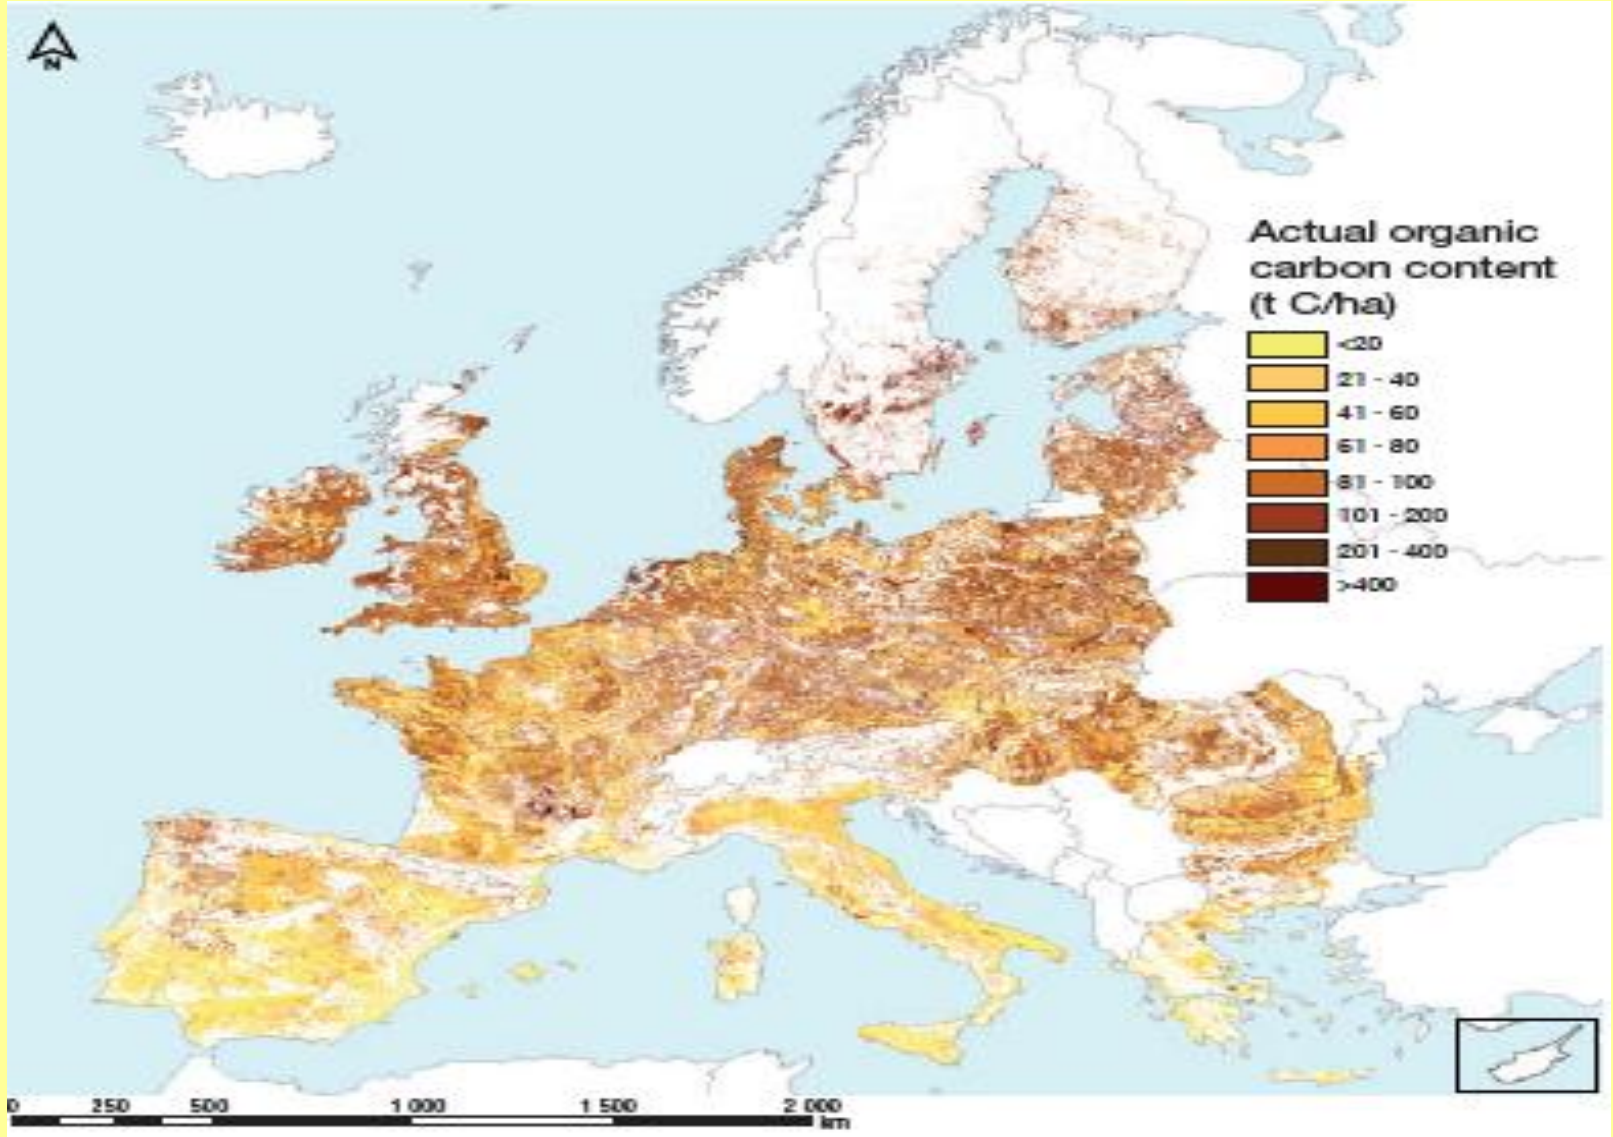 N
Actual organic
carbon content
(t C/ha)
<20
21 - 40
41 - 60
61 - 80
81 - 100
101 - 200
201 - 400
>400
0 250 500 1 000 1 500 2 000
km